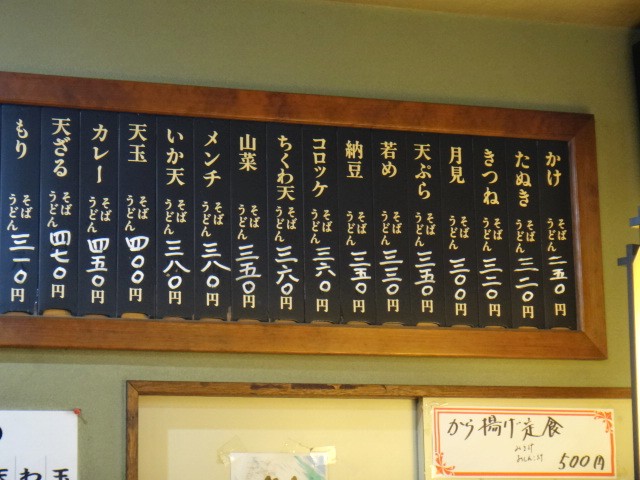 かけ そば うどん 二五〇円
たぬき そば うどん 三二〇円
きつね そば うどん 三二〇円
月見 そば うどん 三〇〇円
天ぷら そば うどん 三五〇円
若め そば うどん 三三〇円
納豆 そば うどん 三五〇円
コロッケ そば うどん 三六〇円
ちくわ天 そば うどん 三六〇円
山菜 そば うどん 三五〇円
メンチ そば うどん 三八〇円
いか天 そば うどん 三八〇円
天玉 そば うどん 四〇〇円
カレー そば うどん 四五〇円
天ざる そば うどん 四七〇円
もり そば うどん 三一〇円
から揚げ定食
みそ汁
おしんこ付
500円
わ玉